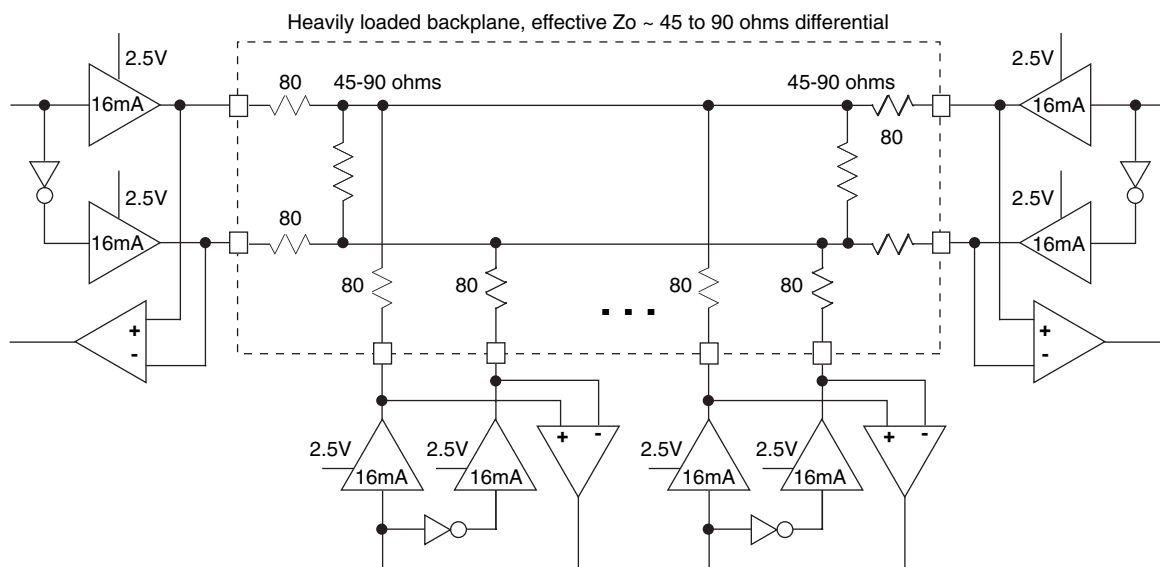 Heavily loaded backplane, effective Zo ~ 45 to 90 ohms differential
2.5V
2.5V
80
45-90 ohms
45-90 ohms
16mA
16mA
80
2.5V
2.5V
80
16mA
16mA
80
80
80
80
+
-
+
-
. . .
+
-
+
-
2.5V
2.5V
2.5V
2.5V
16mA
16mA
16mA
16mA